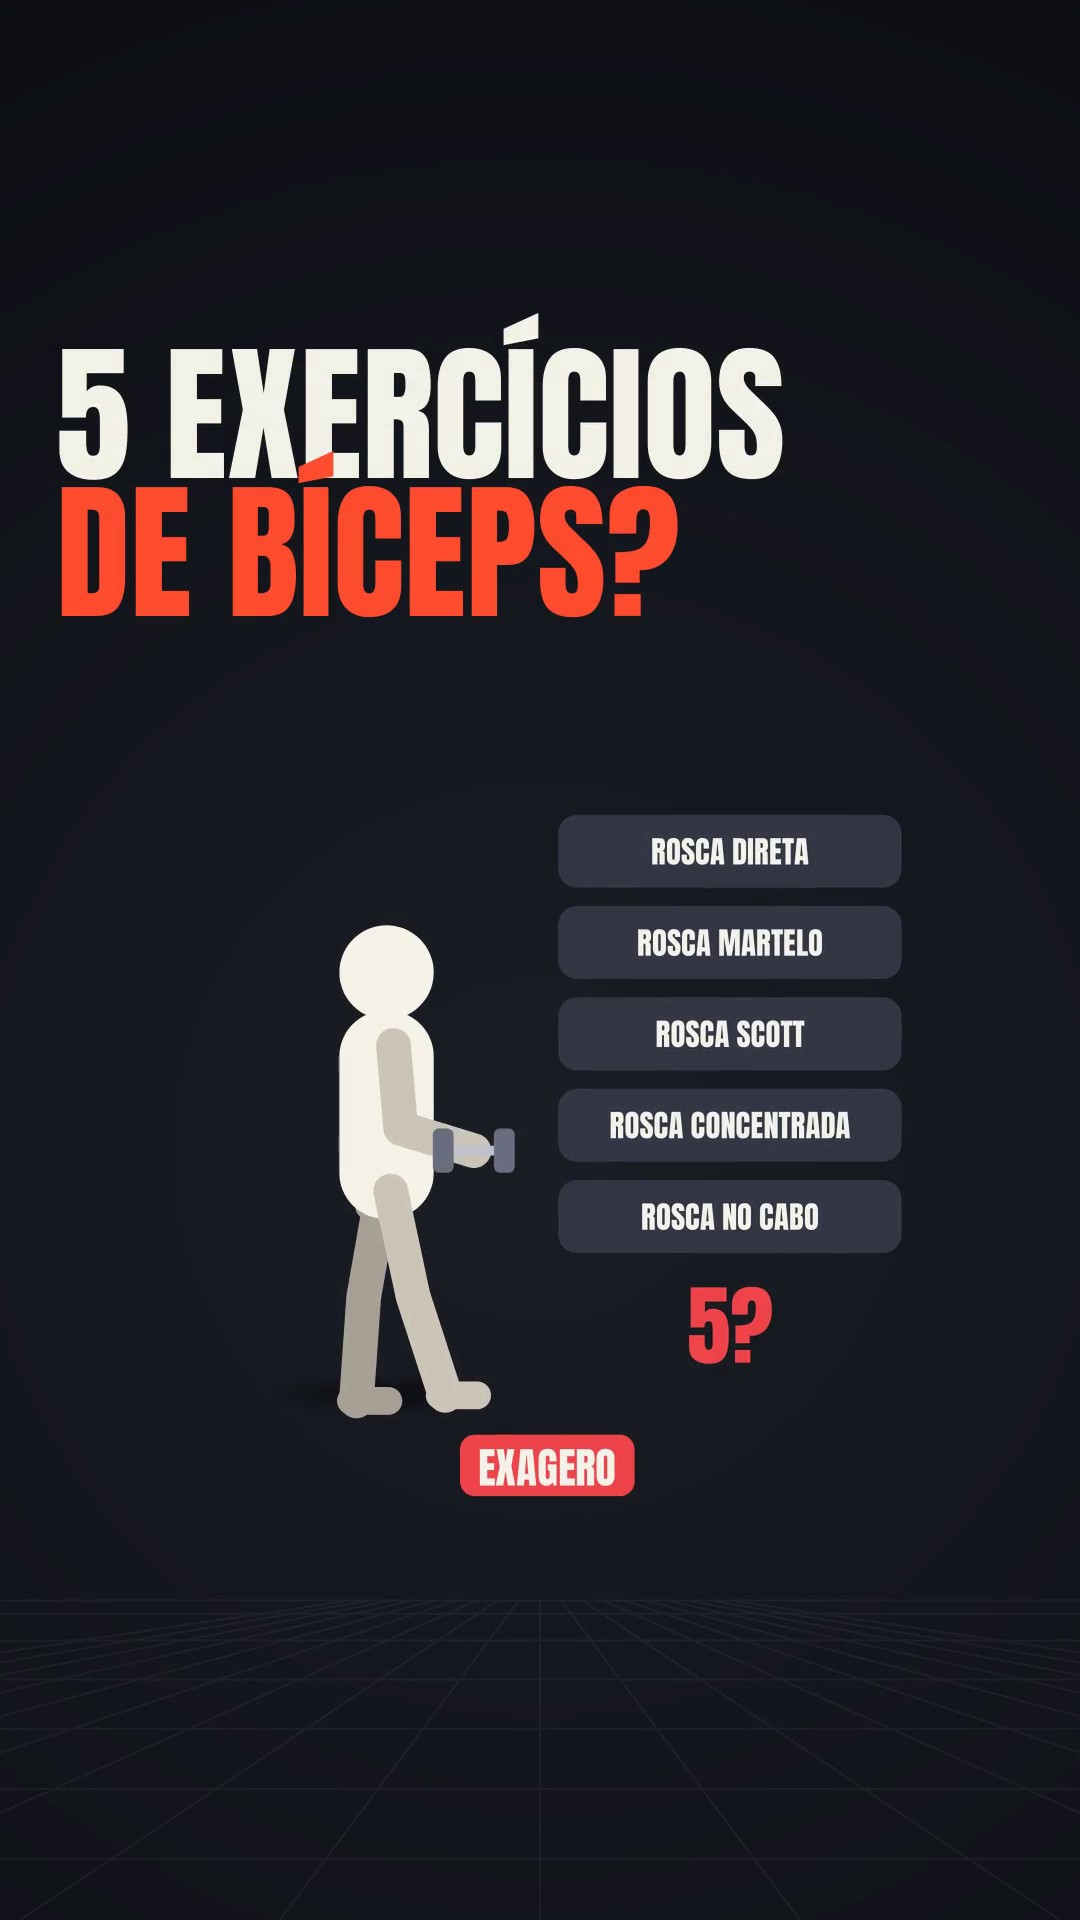 5 EXERCÍCIOS
DE BÍCEPS?
ROSCA DIRETA
ROSCA MARTELO
ROSCA SCOTT
ROSCA CONCENTRADA
ROSCA NO CABO
5?
EXAGERO